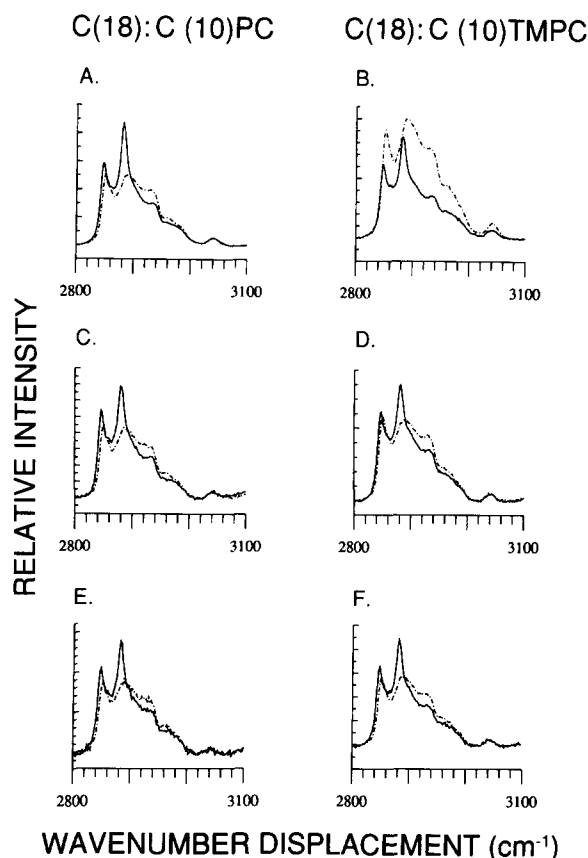 C(18):C (10)PC C(18):C (10)TMPC
A. B.
2800 3100 2800 3100
C. D.
2800 3100 2800 3100
E. F.
2800 3100 2800 3100
RELATIVE INTENSITY
WAVENUMBER DISPLACEMENT (cm⁻¹)